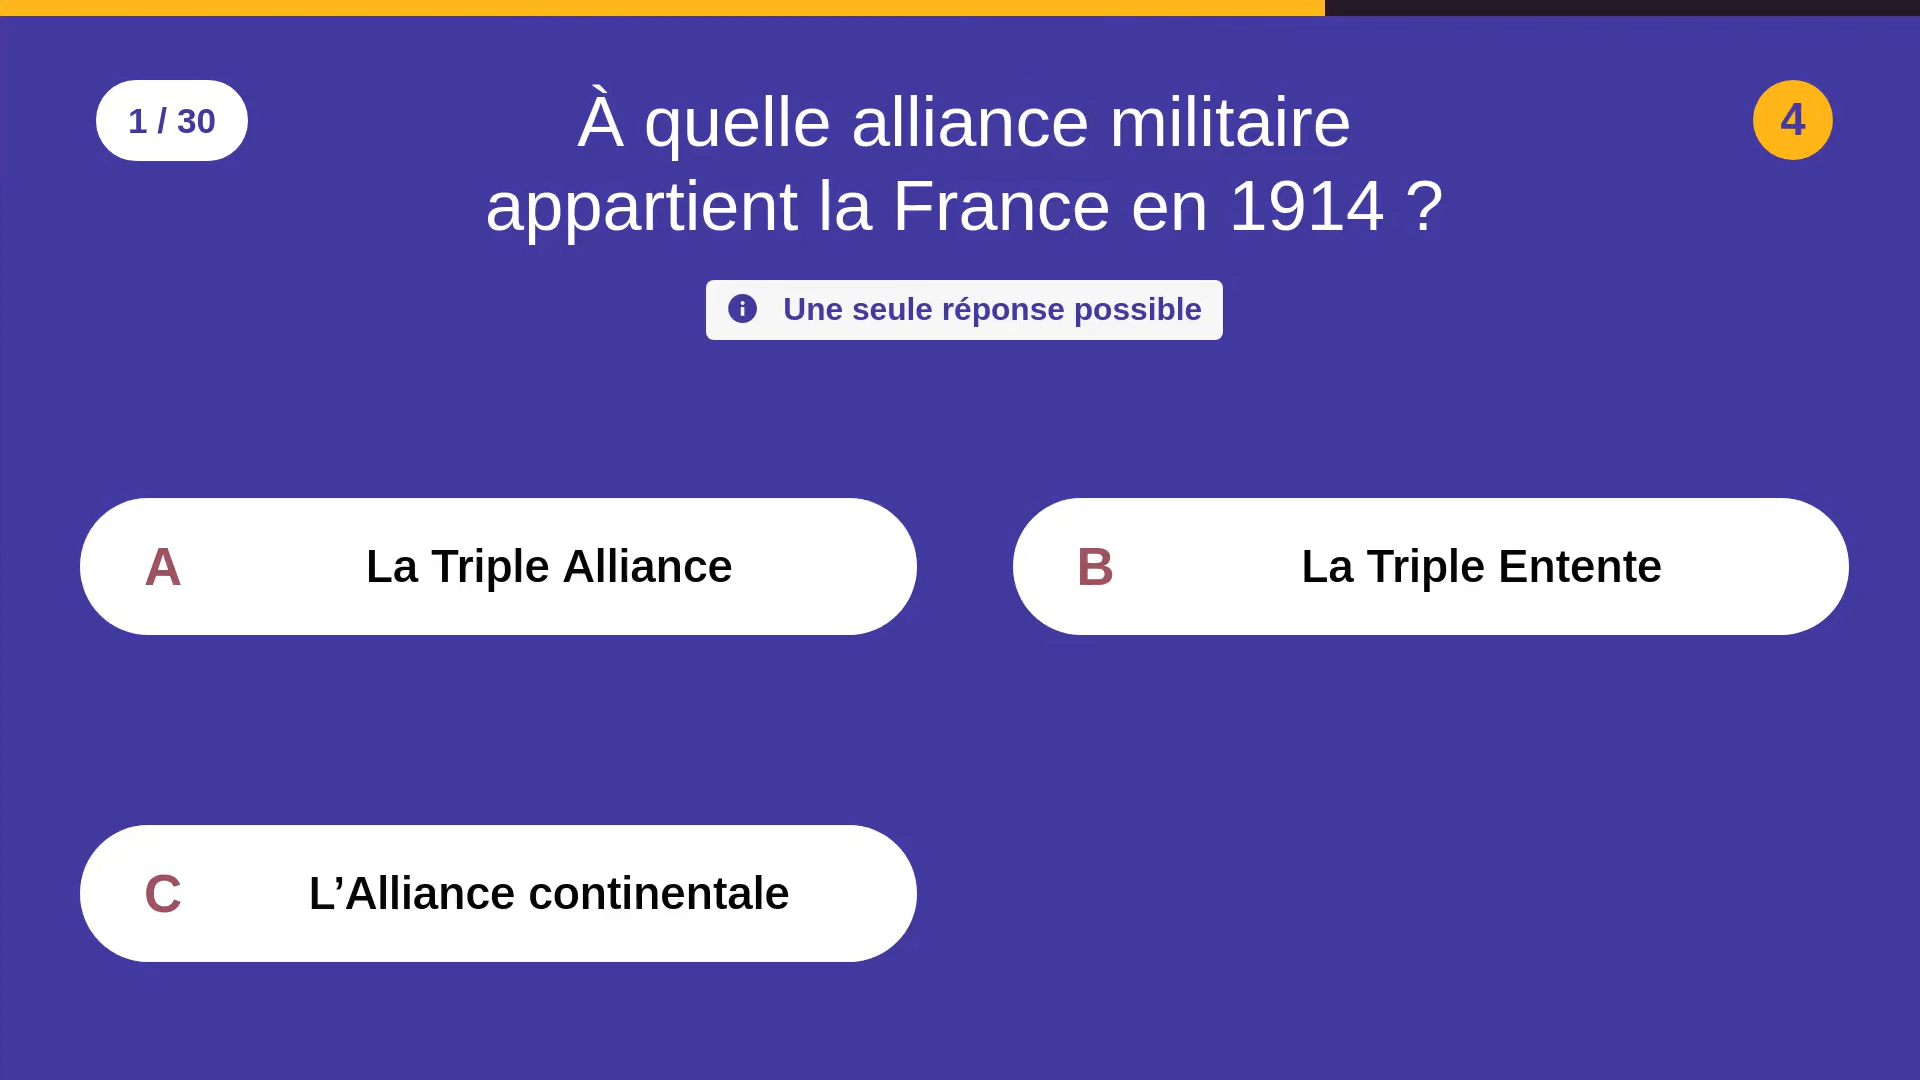 1 / 30
À quelle alliance militaire
appartient la France en 1914 ?
4
Une seule réponse possible
A La Triple Alliance
B La Triple Entente
C L’Alliance continentale